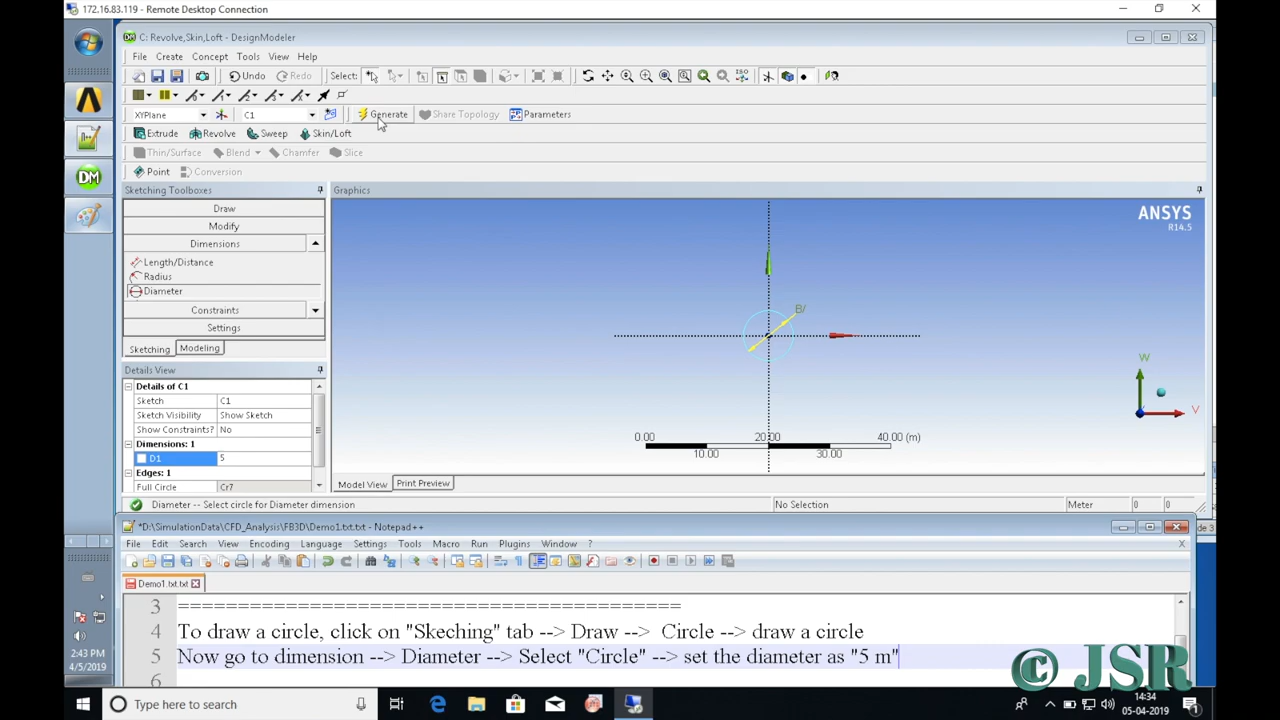 172.16.83.119 - Remote Desktop Connection
DM C: Revolve,Skin,Loft - DesignModeler
File Create Concept Tools View Help
Undo Redo Select: ISO
XYPlane C1 Generate Share Topology Parameters
Extrude Revolve Sweep Skin/Loft
Thin/Surface Blend Chamfer Slice
Point Conversion
Sketching Toolboxes
Graphics
Draw
Modify
Dimensions
Length/Distance
Radius
Diameter
Constraints
Settings
Sketching Modeling
Details View
Details of C1
Sketch C1
Sketch Visibility Show Sketch
Show Constraints? No
Dimensions: 1
D1 5
Edges: 1
Full Circle Cr7
ANSYS
R14.5
W
V
0.00 20.00 40.00 (m)
10.00 30.00
Model View Print Preview
Diameter -- Select circle for Diameter dimension No Selection Meter 0 0
*D:\SimulationData\CFD_Analysis\FB3D\Demo1.txt.txt - Notepad++
File Edit Search View Encoding Language Settings Tools Macro Run Plugins Window ? X
Demo1.txt.txt
3 ==========================================
4 To draw a circle, click on "Skeching" tab --> Draw --> Circle --> draw a circle
5 Now go to dimension --> Diameter --> Select "Circle" --> set the diameter as "5 m"
6
© JSR
2:43 PM
4/5/2019
Type here to search
14:34
05-04-2019